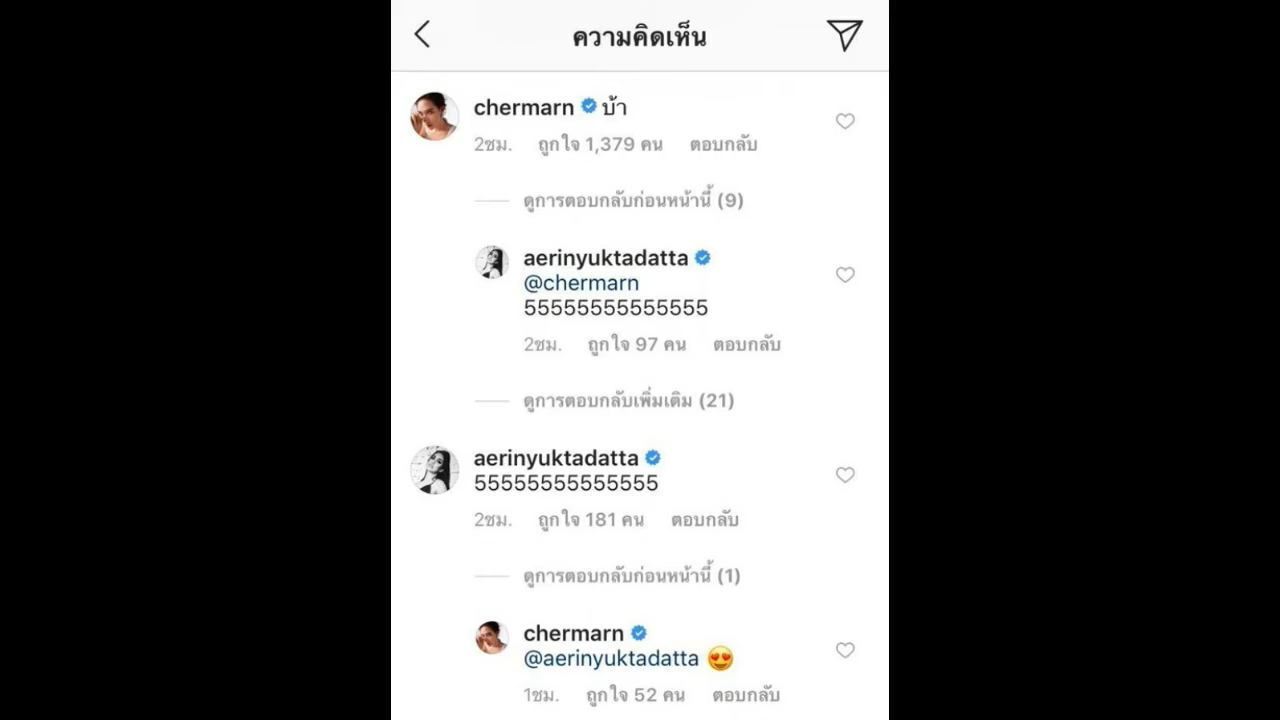 ความคิดเห็น
chermarn บ้า
2ชม. ถูกใจ 1,379 คน ตอบกลับ
ดูการตอบกลับก่อนหน้านี้ (9)
aerinyuktadatta
@chermarn
55555555555555
2ชม. ถูกใจ 97 คน ตอบกลับ
ดูการตอบกลับเพิ่มเติม (21)
aerinyuktadatta
55555555555555
2ชม. ถูกใจ 181 คน ตอบกลับ
ดูการตอบกลับก่อนหน้านี้ (1)
chermarn
@aerinyuktadatta 😍
1ชม. ถูกใจ 52 คน ตอบกลับ